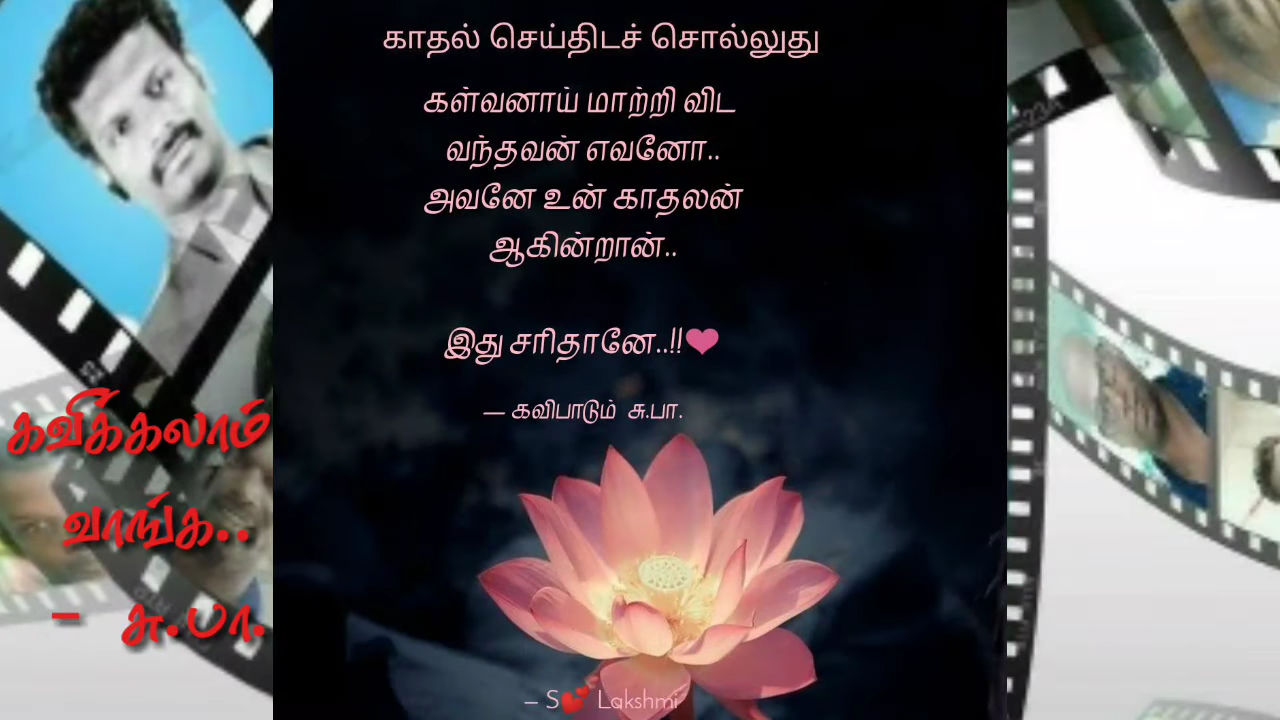 காதல் செய்திடச் சொல்லுது
கள்வனாய் மாற்றி விட
வந்தவன் எவனோ..
அவனே உன் காதலன்
ஆகின்றான்..
இது சரிதானே..!!❤
— கவிபாடும் சு.பா.
– S💕 Lakshmi
கவிக்கலாம்
வாங்க..
- சு.பா.